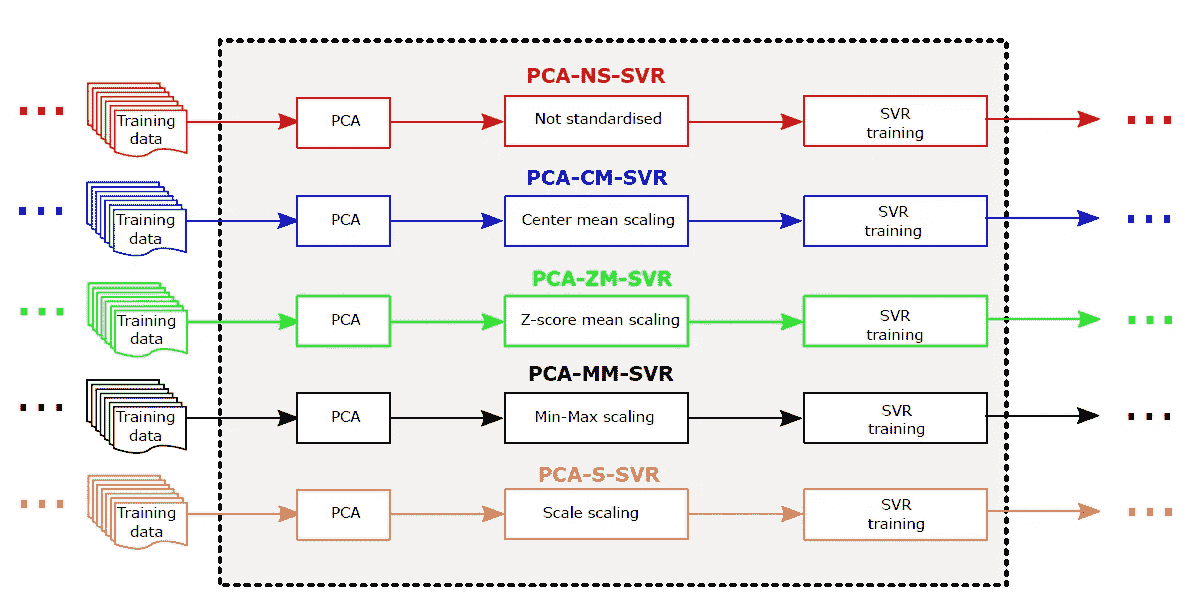 PCA-NS-SVR
Training
data
PCA
Not standardised
SVR
training
PCA-CM-SVR
Training
data
PCA
Center mean scaling
SVR
training
PCA-ZM-SVR
Training
data
PCA
Z-score mean scaling
SVR
training
PCA-MM-SVR
Training
data
PCA
Min-Max scaling
SVR
training
PCA-S-SVR
Training
data
PCA
Scale scaling
SVR
training